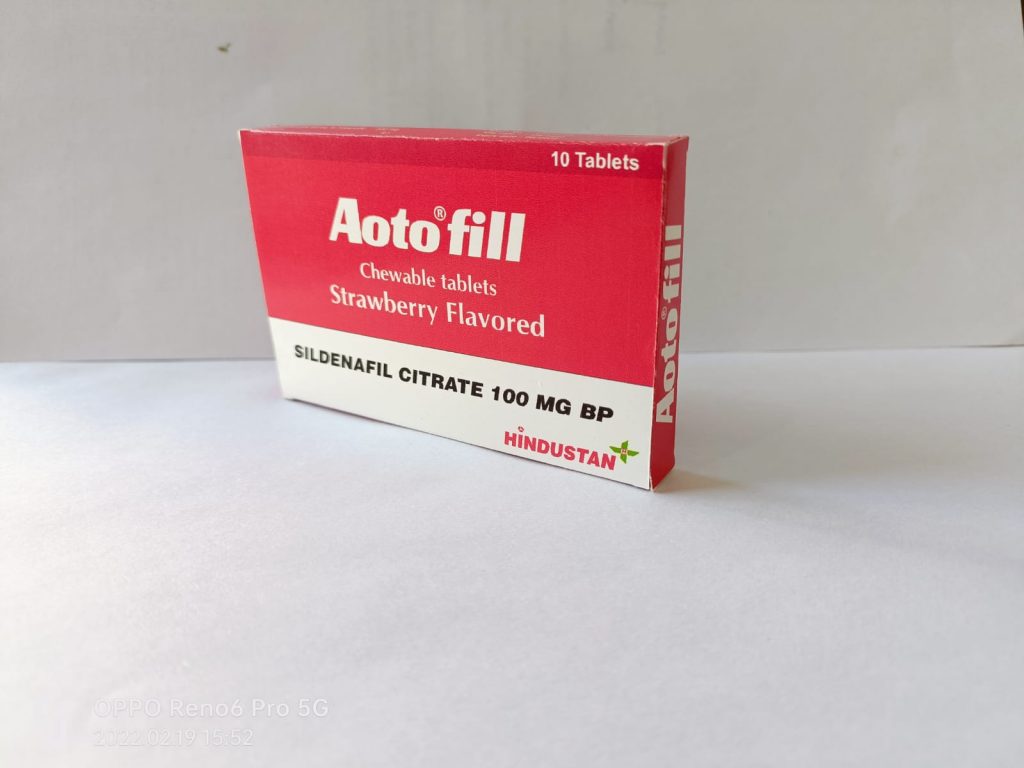 10 Tablets
Aoto®fill
Chewable tablets
Strawberry Flavored
SILDENAFIL CITRATE 100 MG BP
HINDUSTAN
Aoto®fill
OPPO Reno6 Pro 5G
2022.02.19 15:52